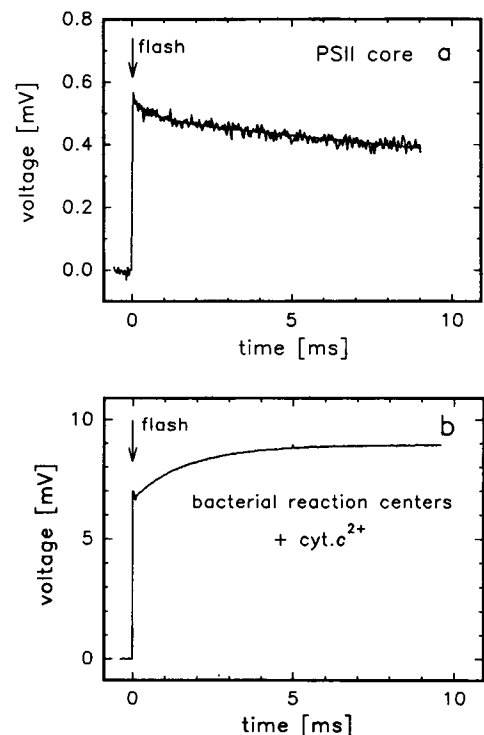 0.8
flash
PSII core a
0.6
0.4
0.2
0.0
voltage [mV]
0 5 10
time [ms]
10
flash
b
5
bacterial reaction centers
+ cyt.c²⁺
0
voltage [mV]
0 5 10
time [ms]